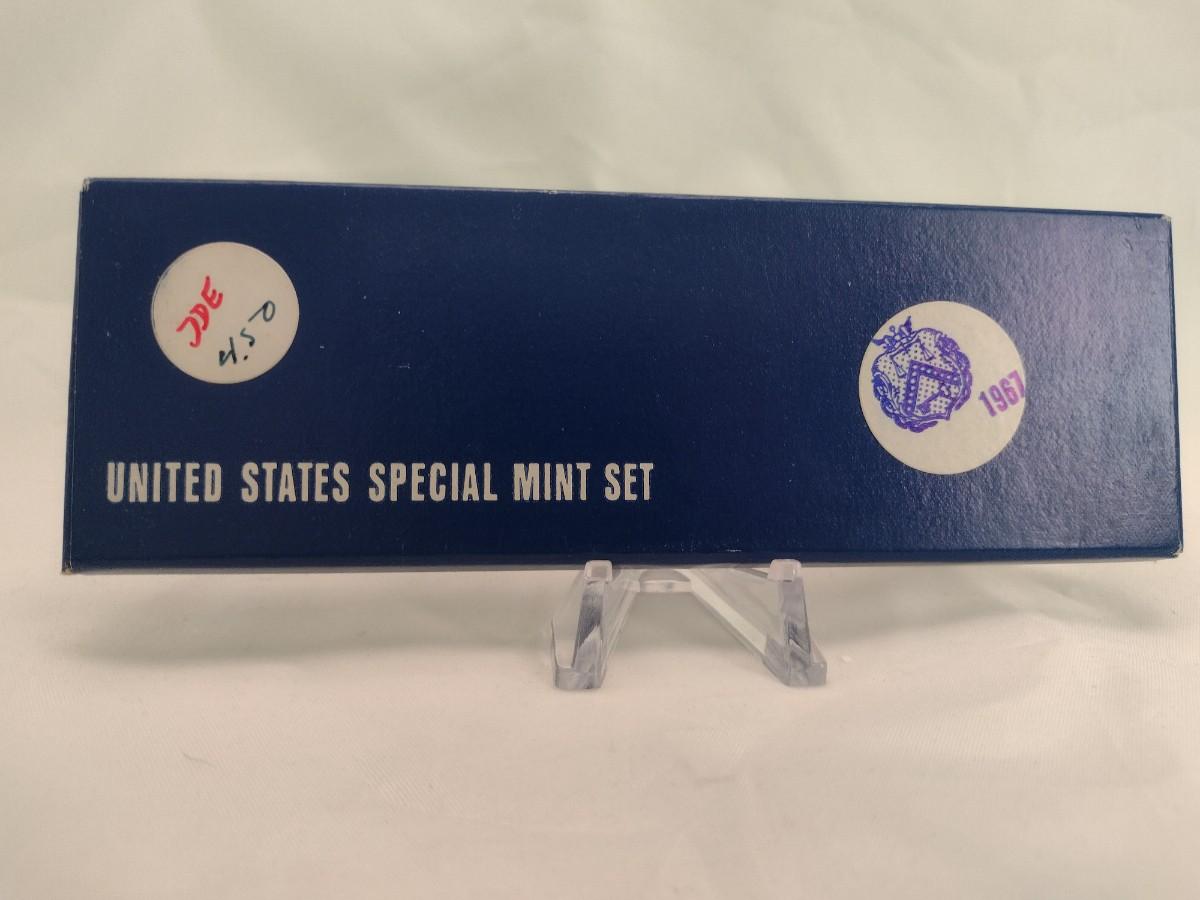 JDE
4.50
1967
UNITED STATES SPECIAL MINT SET